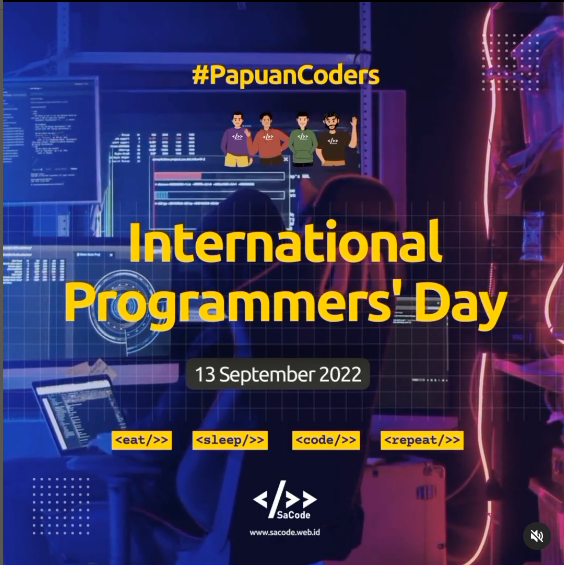 #PapuanCoders
International
Programmers' Day
13 September 2022
<eat/>> <sleep/>> <code/>> <repeat/>>
</>>
SaCode
www.sacode.web.id